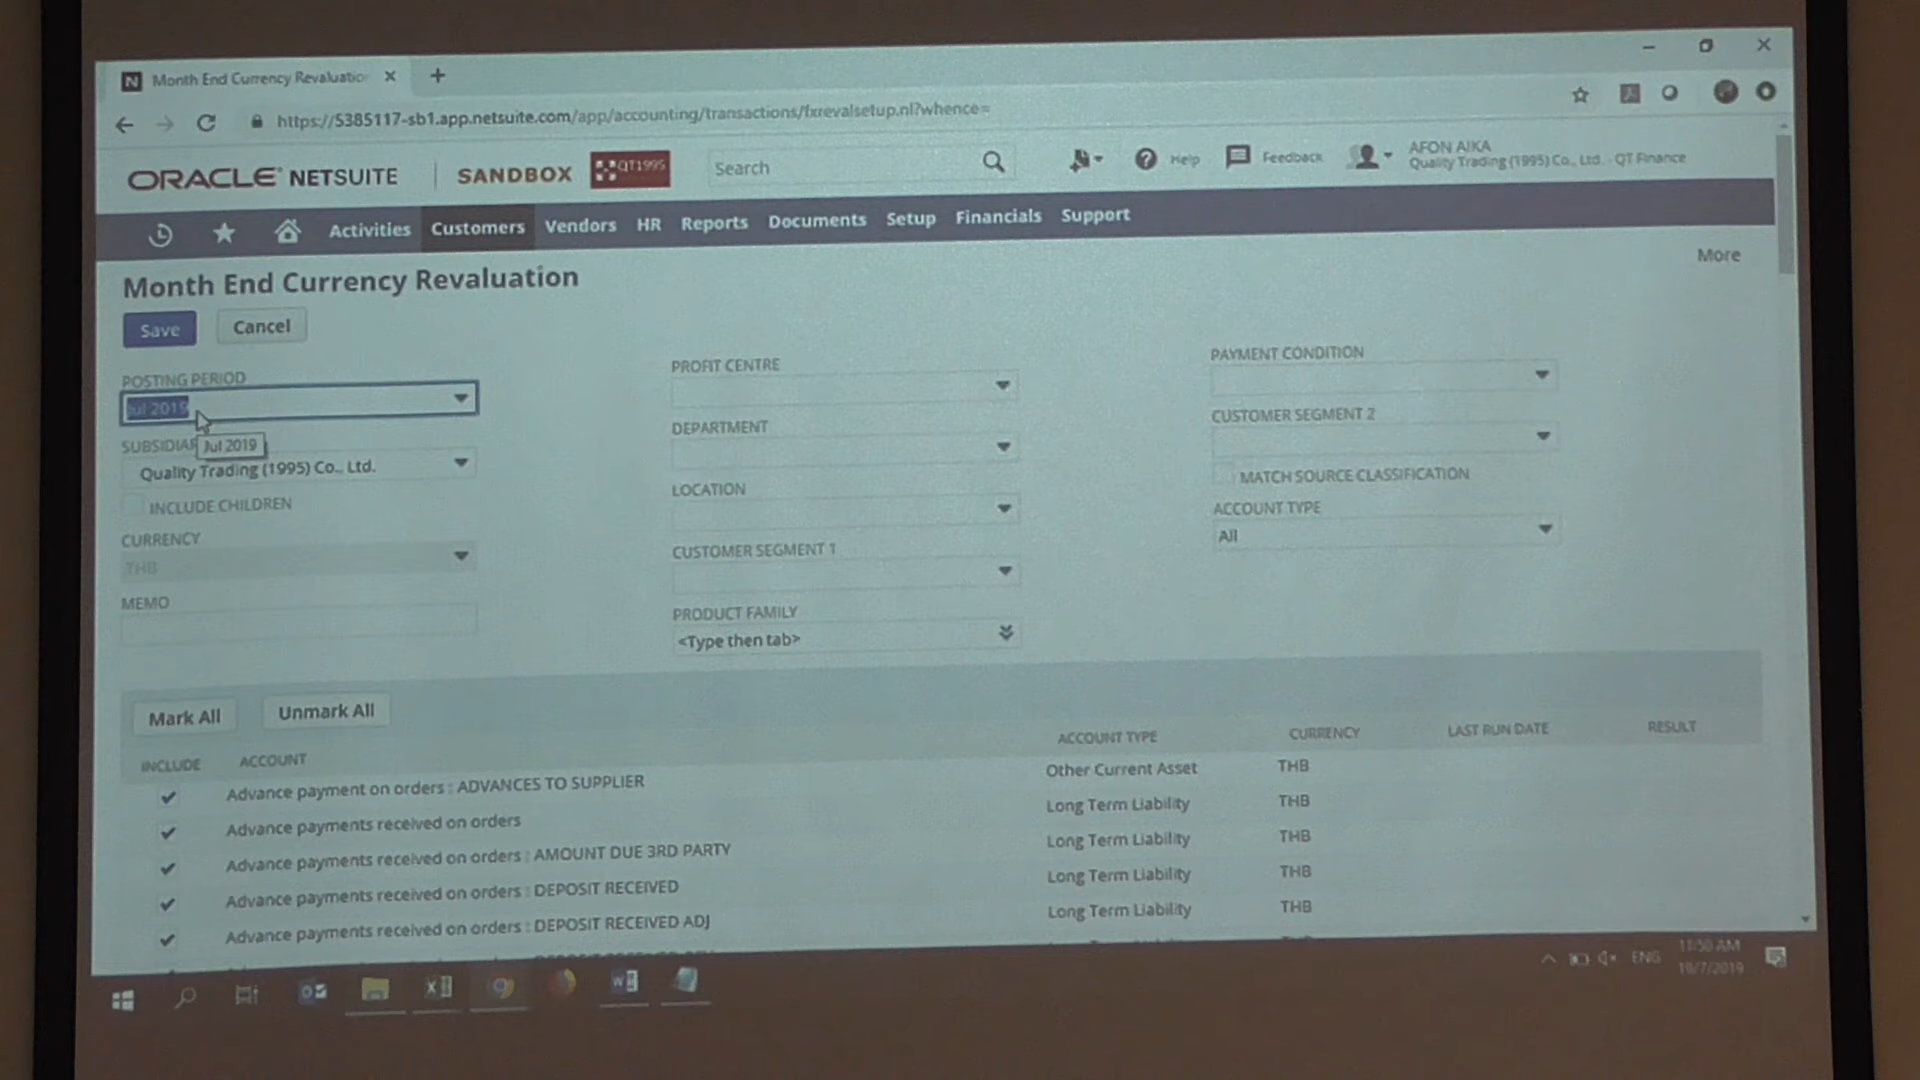 Month End Currency Revaluatio
https://5385117-sb1.app.netsuite.com/app/accounting/transactions/fxrevalsetup.nl?whence=
ORACLE NETSUITE
SANDBOX
QT1995
Search
Help
Feedback
AFON AIKA
Quality Trading (1995) Co., Ltd. - QT Finance
Activities Customers Vendors HR Reports Documents Setup Financials Support
Month End Currency Revaluation
More
Save Cancel
POSTING PERIOD
Jul 2019
Jul 2019
SUBSIDIAR
Quality Trading (1995) Co., Ltd.
INCLUDE CHILDREN
CURRENCY
THB
MEMO
PROFIT CENTRE
DEPARTMENT
LOCATION
CUSTOMER SEGMENT 1
PRODUCT FAMILY
<Type then tab>
PAYMENT CONDITION
CUSTOMER SEGMENT 2
MATCH SOURCE CLASSIFICATION
ACCOUNT TYPE
All
Mark All Unmark All
INCLUDE ACCOUNT ACCOUNT TYPE CURRENCY LAST RUN DATE RESULT
Advance payment on orders : ADVANCES TO SUPPLIER Other Current Asset THB
Advance payments received on orders Long Term Liability THB
Advance payments received on orders : AMOUNT DUE 3RD PARTY Long Term Liability THB
Advance payments received on orders : DEPOSIT RECEIVED Long Term Liability THB
Advance payments received on orders : DEPOSIT RECEIVED ADJ Long Term Liability THB
ENG
11:50 AM